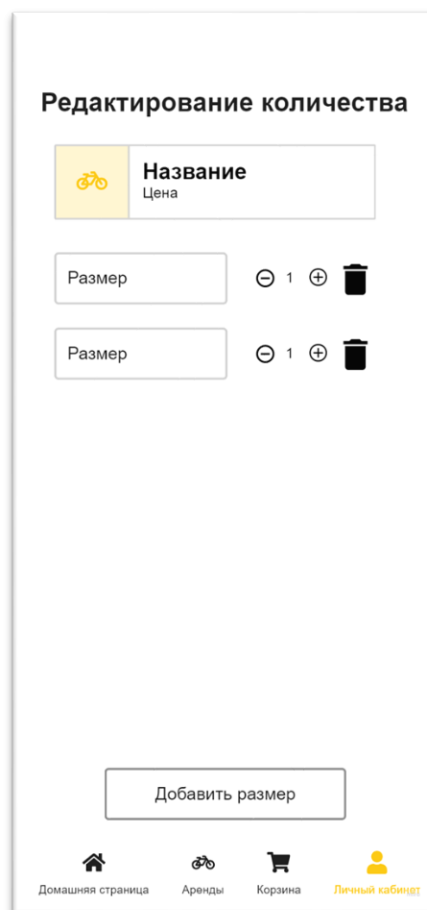 Редактирование количества
Название
Цена
Размер
1
Размер
1
Добавить размер
Домашняя страница
Аренды
Корзина
Личный кабинет